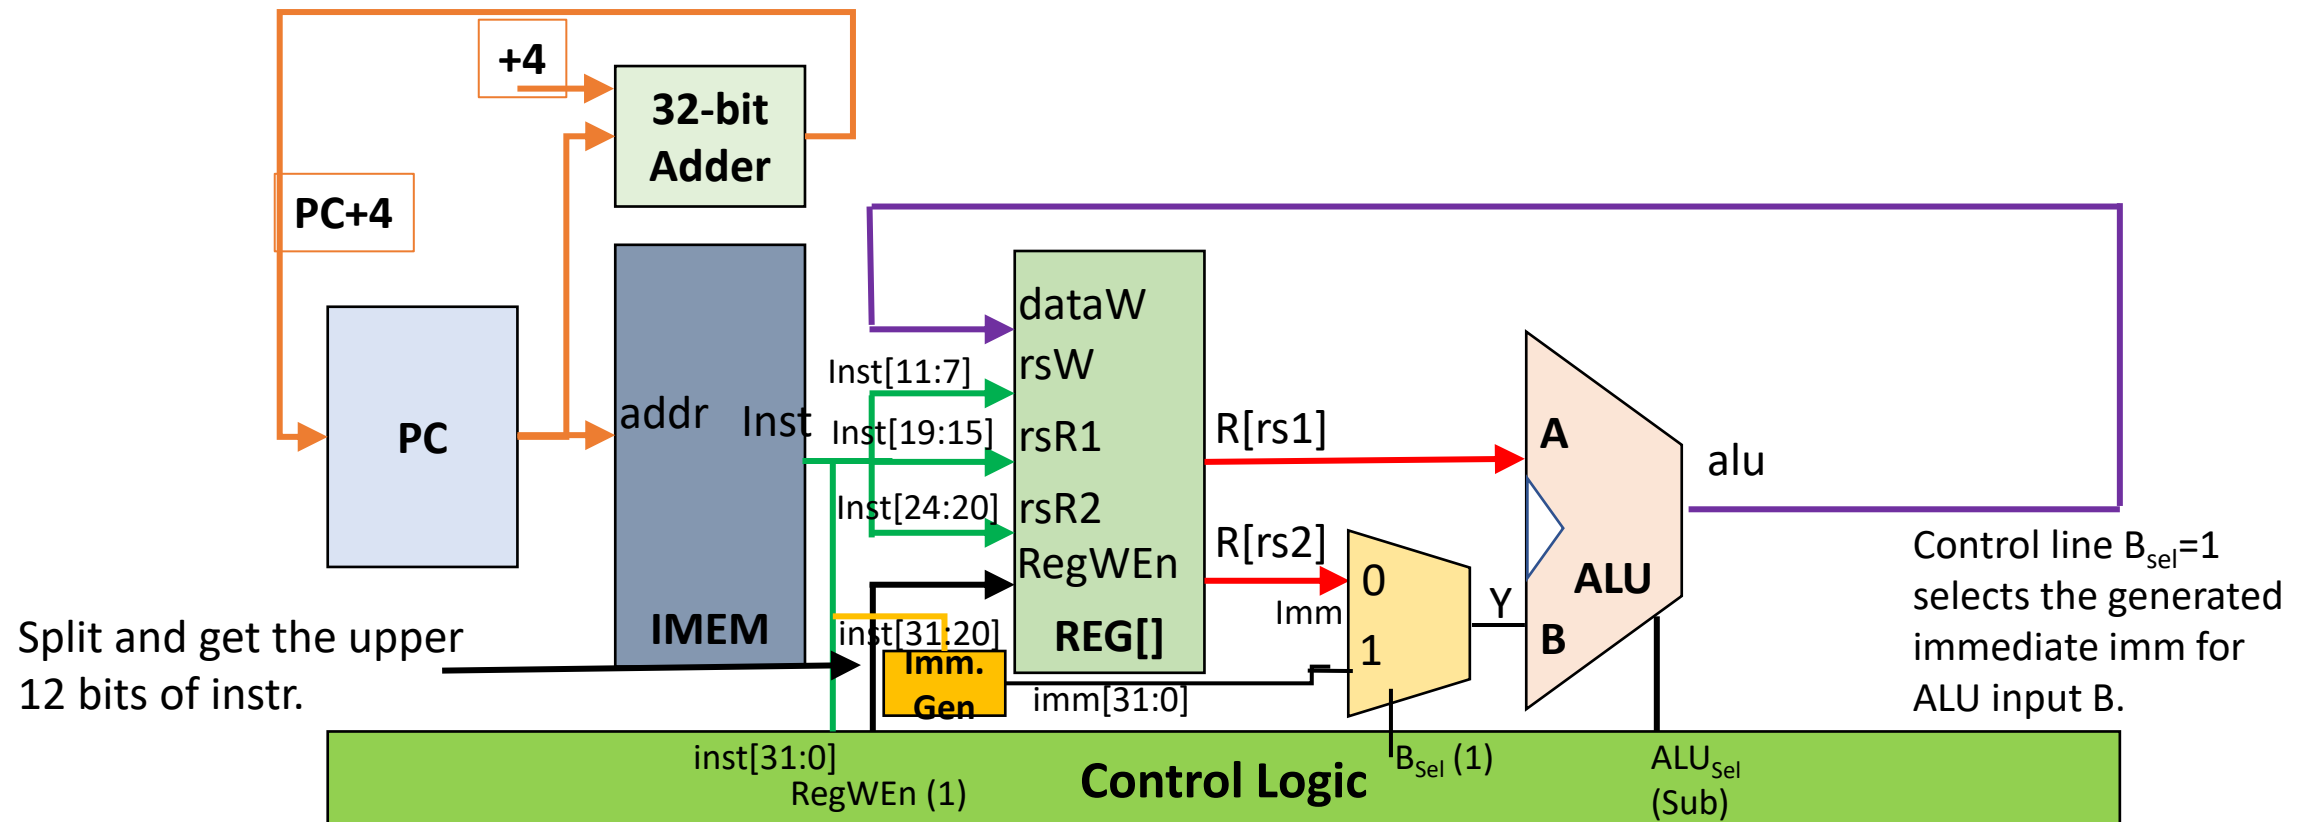 +4
32-bit
Adder
PC+4
PC
addr
Inst
IMEM
Inst[11:7]
Inst[19:15]
Inst[24:20]
inst[31:20]
dataW
rsW
rsR1
rsR2
RegWEn
REG[]
Imm.
Gen
imm[31:0]
R[rs1]
R[rs2]
Imm
0
1
Y
A
B
ALU
alu
Control line Bsel=1
selects the generated
immediate imm for
ALU input B.
Split and get the upper
12 bits of instr.
inst[31:0]
RegWEn (1)
Control Logic
BSel (1)
ALUSel
(Sub)